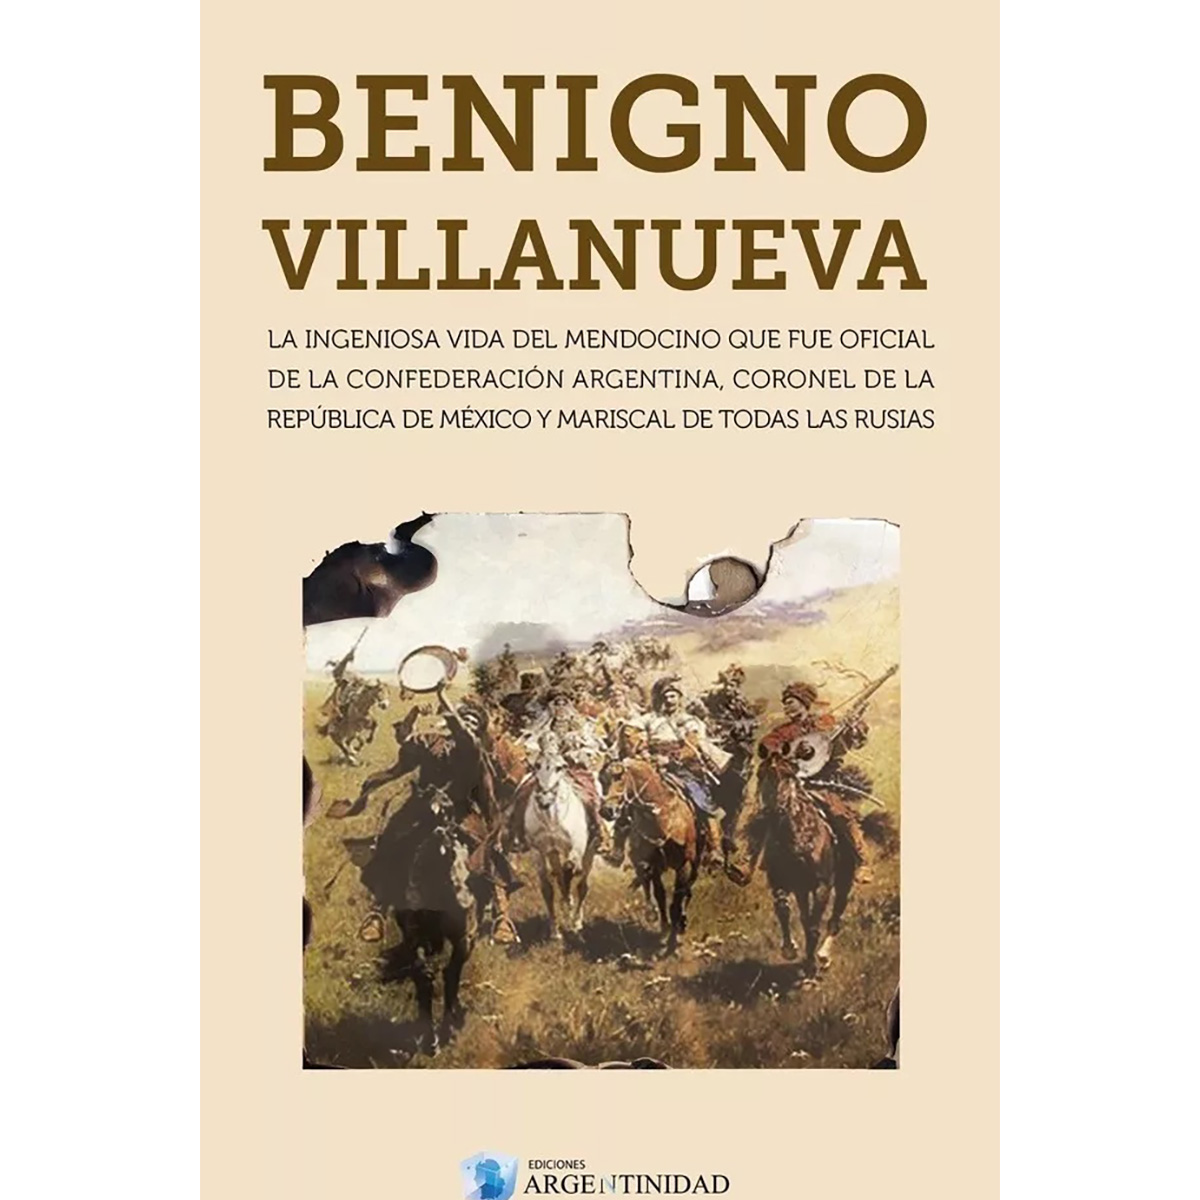 BENIGNO
VILLANUEVA
LA INGENIOSA VIDA DEL MENDOCINO QUE FUE OFICIAL
DE LA CONFEDERACIÓN ARGENTINA, CORONEL DE LA
REPÚBLICA DE MÉXICO Y MARISCAL DE TODAS LAS RUSIAS
EDICIONES
ARGENTINIDAD